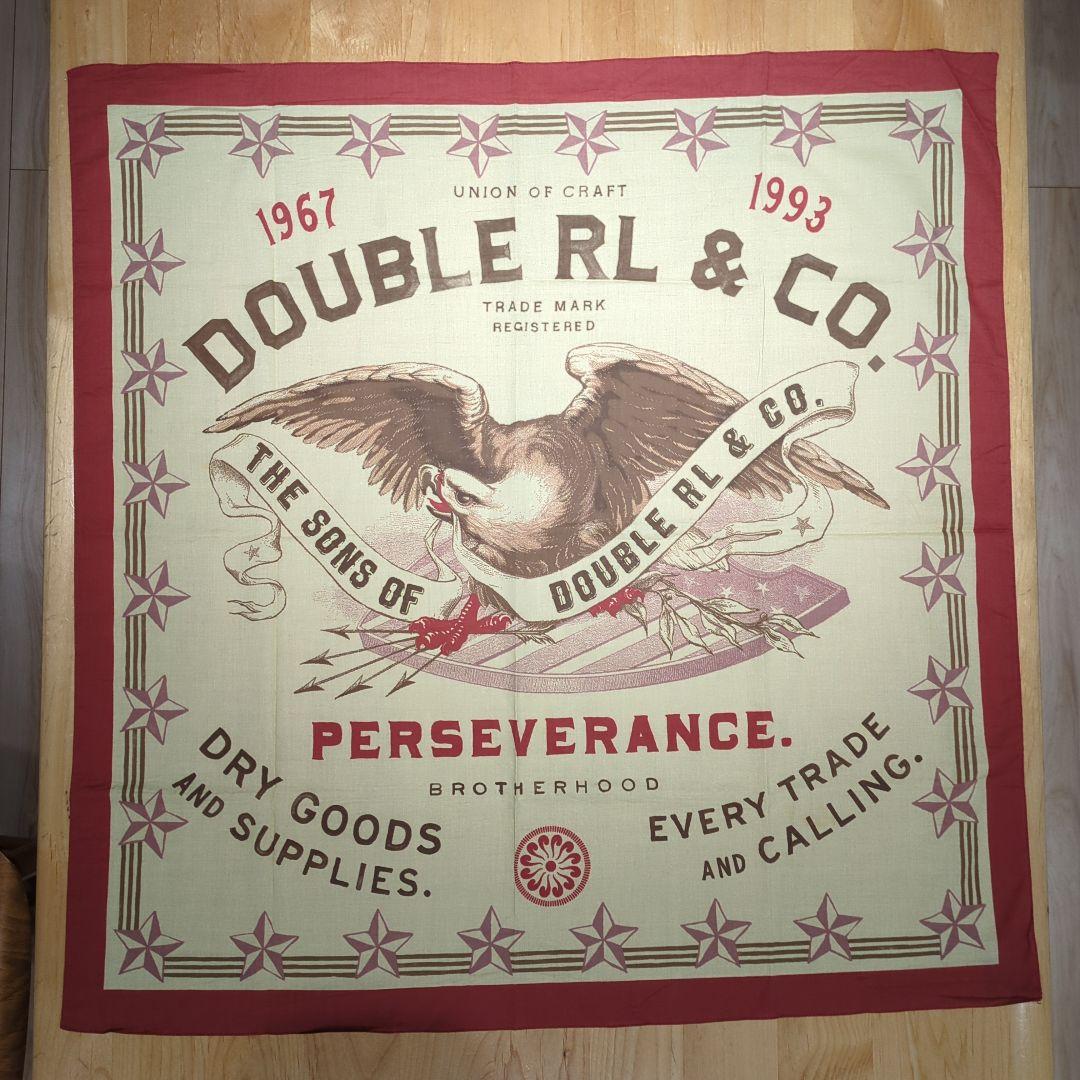 UNION OF CRAFT
1967
1993
DOUBLE RL & CO.
TRADE MARK
REGISTERED
THE SONS OF
DOUBLE RL & CO.
PERSEVERANCE.
BROTHERHOOD
DRY GOODS
AND SUPPLIES.
EVERY TRADE
AND CALLING.